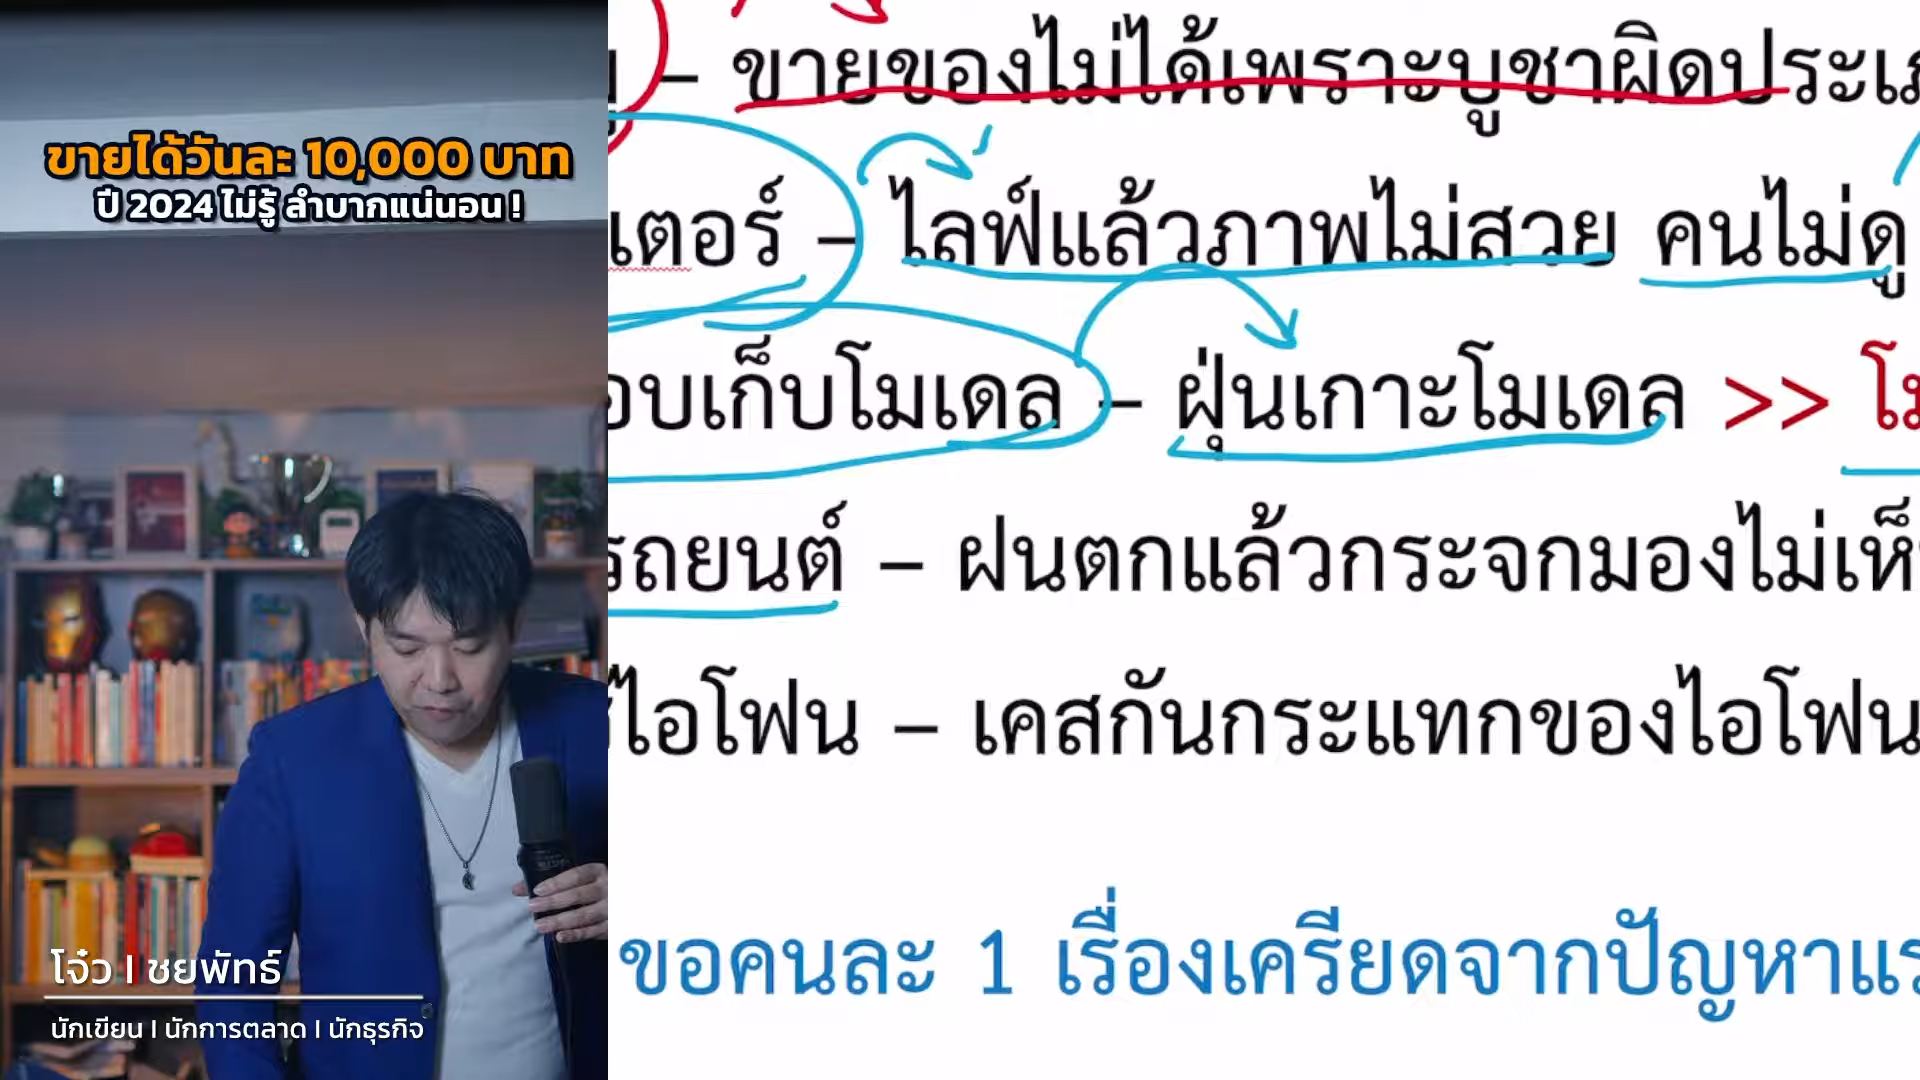 ขายได้วันละ 10,000 บาท
ปี 2024 ไม่รู้ ลำบากแน่นอน !
โจ๋ว I ชยพัทธ์
นักเขียน I นักการตลาด I นักธุรกิจ
– ขายของไม่ได้เพราะบูชาผิดประเภ
เตอร์ – ไลฟ์แล้วภาพไม่สวย คนไม่ดู
อบเก็บโมเดล – ฝุ่นเกาะโมเดล >> โม
รถยนต์ – ฝนตกแล้วกระจกมองไม่เห็
ไอโฟน – เคสกันกระแทกของไอโฟน
ขอคนละ 1 เรื่องเครียดจากปัญหาแร